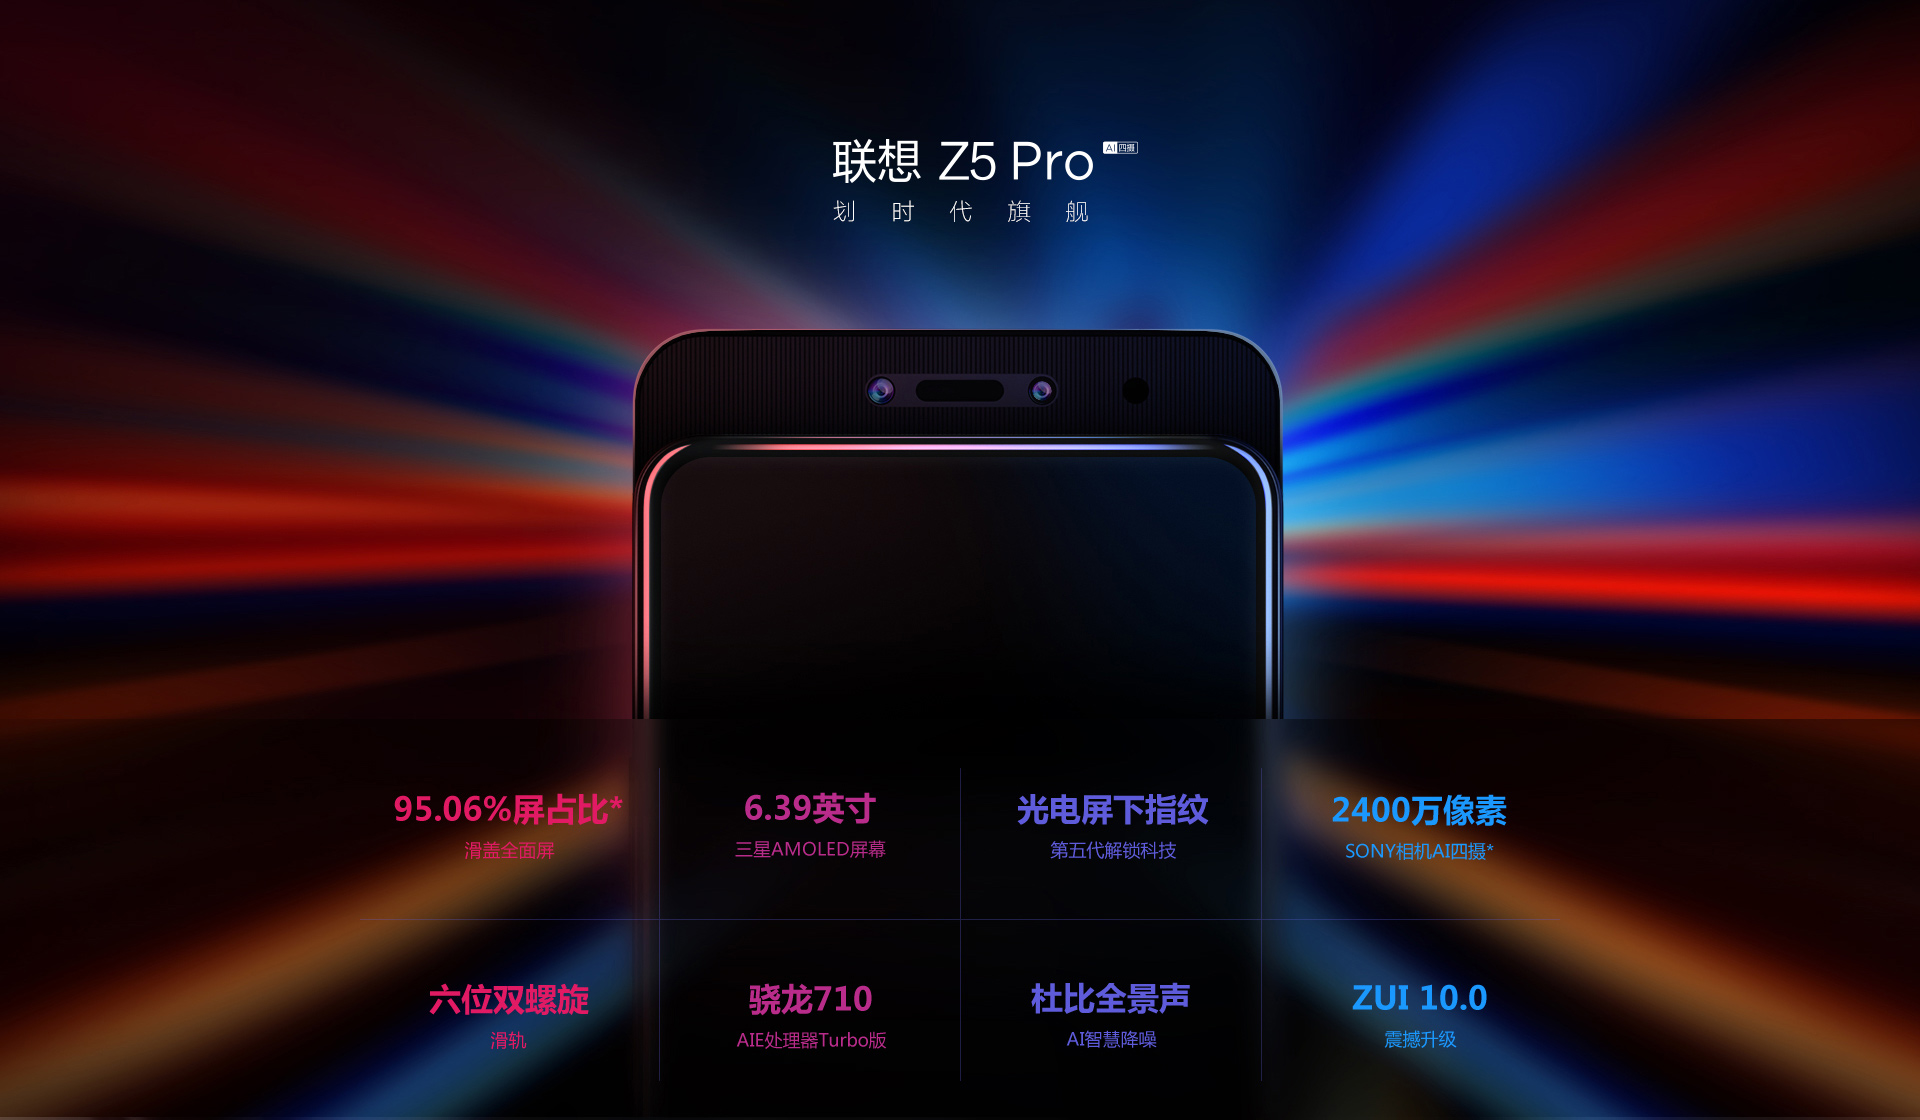 联想 Z5 Pro AI四摄
划时代旗舰
95.06%屏占比*
滑盖全面屏
6.39英寸
三星AMOLED屏幕
光电屏下指纹
第五代解锁科技
2400万像素
SONY相机AI四摄*
六位双螺旋
滑轨
骁龙710
AIE处理器Turbo版
杜比全景声
AI智慧降噪
ZUI 10.0
震撼升级